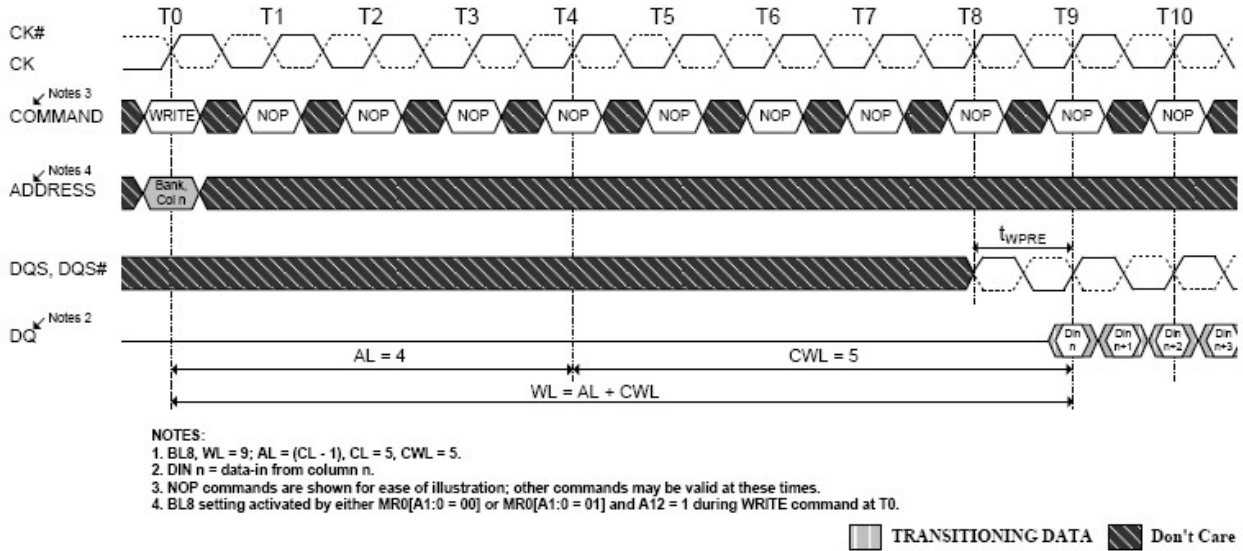 T0 T1 T2 T3 T4 T5 T6 T7 T8 T9 T10
CK#
CK
Notes 3
COMMAND WRITE NOP NOP NOP NOP NOP NOP NOP NOP NOP NOP
Notes 4
ADDRESS Bank, Col n
tWPRE
DQS, DQS#
Notes 2
DQ Din n Din n+1 Din n+2 Din n+3
AL = 4 CWL = 5
WL = AL + CWL
NOTES:
1. BL8, WL = 9; AL = (CL - 1), CL = 5, CWL = 5.
2. DIN n = data-in from column n.
3. NOP commands are shown for ease of illustration; other commands may be valid at these times.
4. BL8 setting activated by either MR0[A1:0 = 00] or MR0[A1:0 = 01] and A12 = 1 during WRITE command at T0.
TRANSITIONING DATA Don't Care